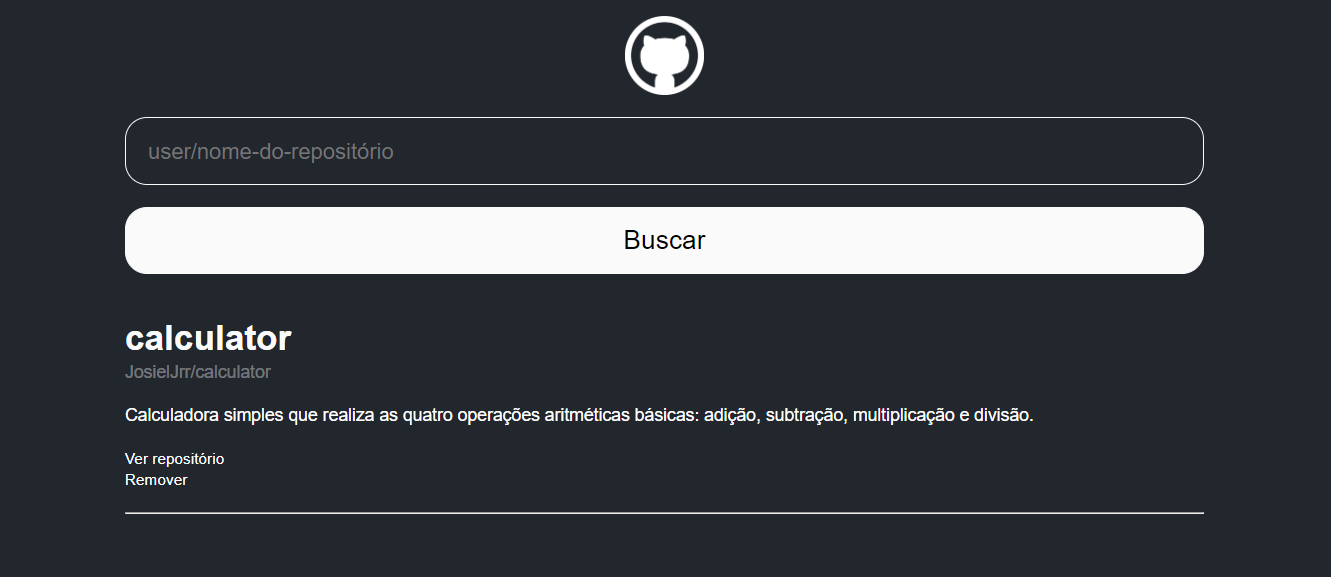 user/nome-do-repositório
Buscar
calculator
JosielJrr/calculator
Calculadora simples que realiza as quatro operações aritméticas básicas: adição, subtração, multiplicação e divisão.
Ver repositório
Remover